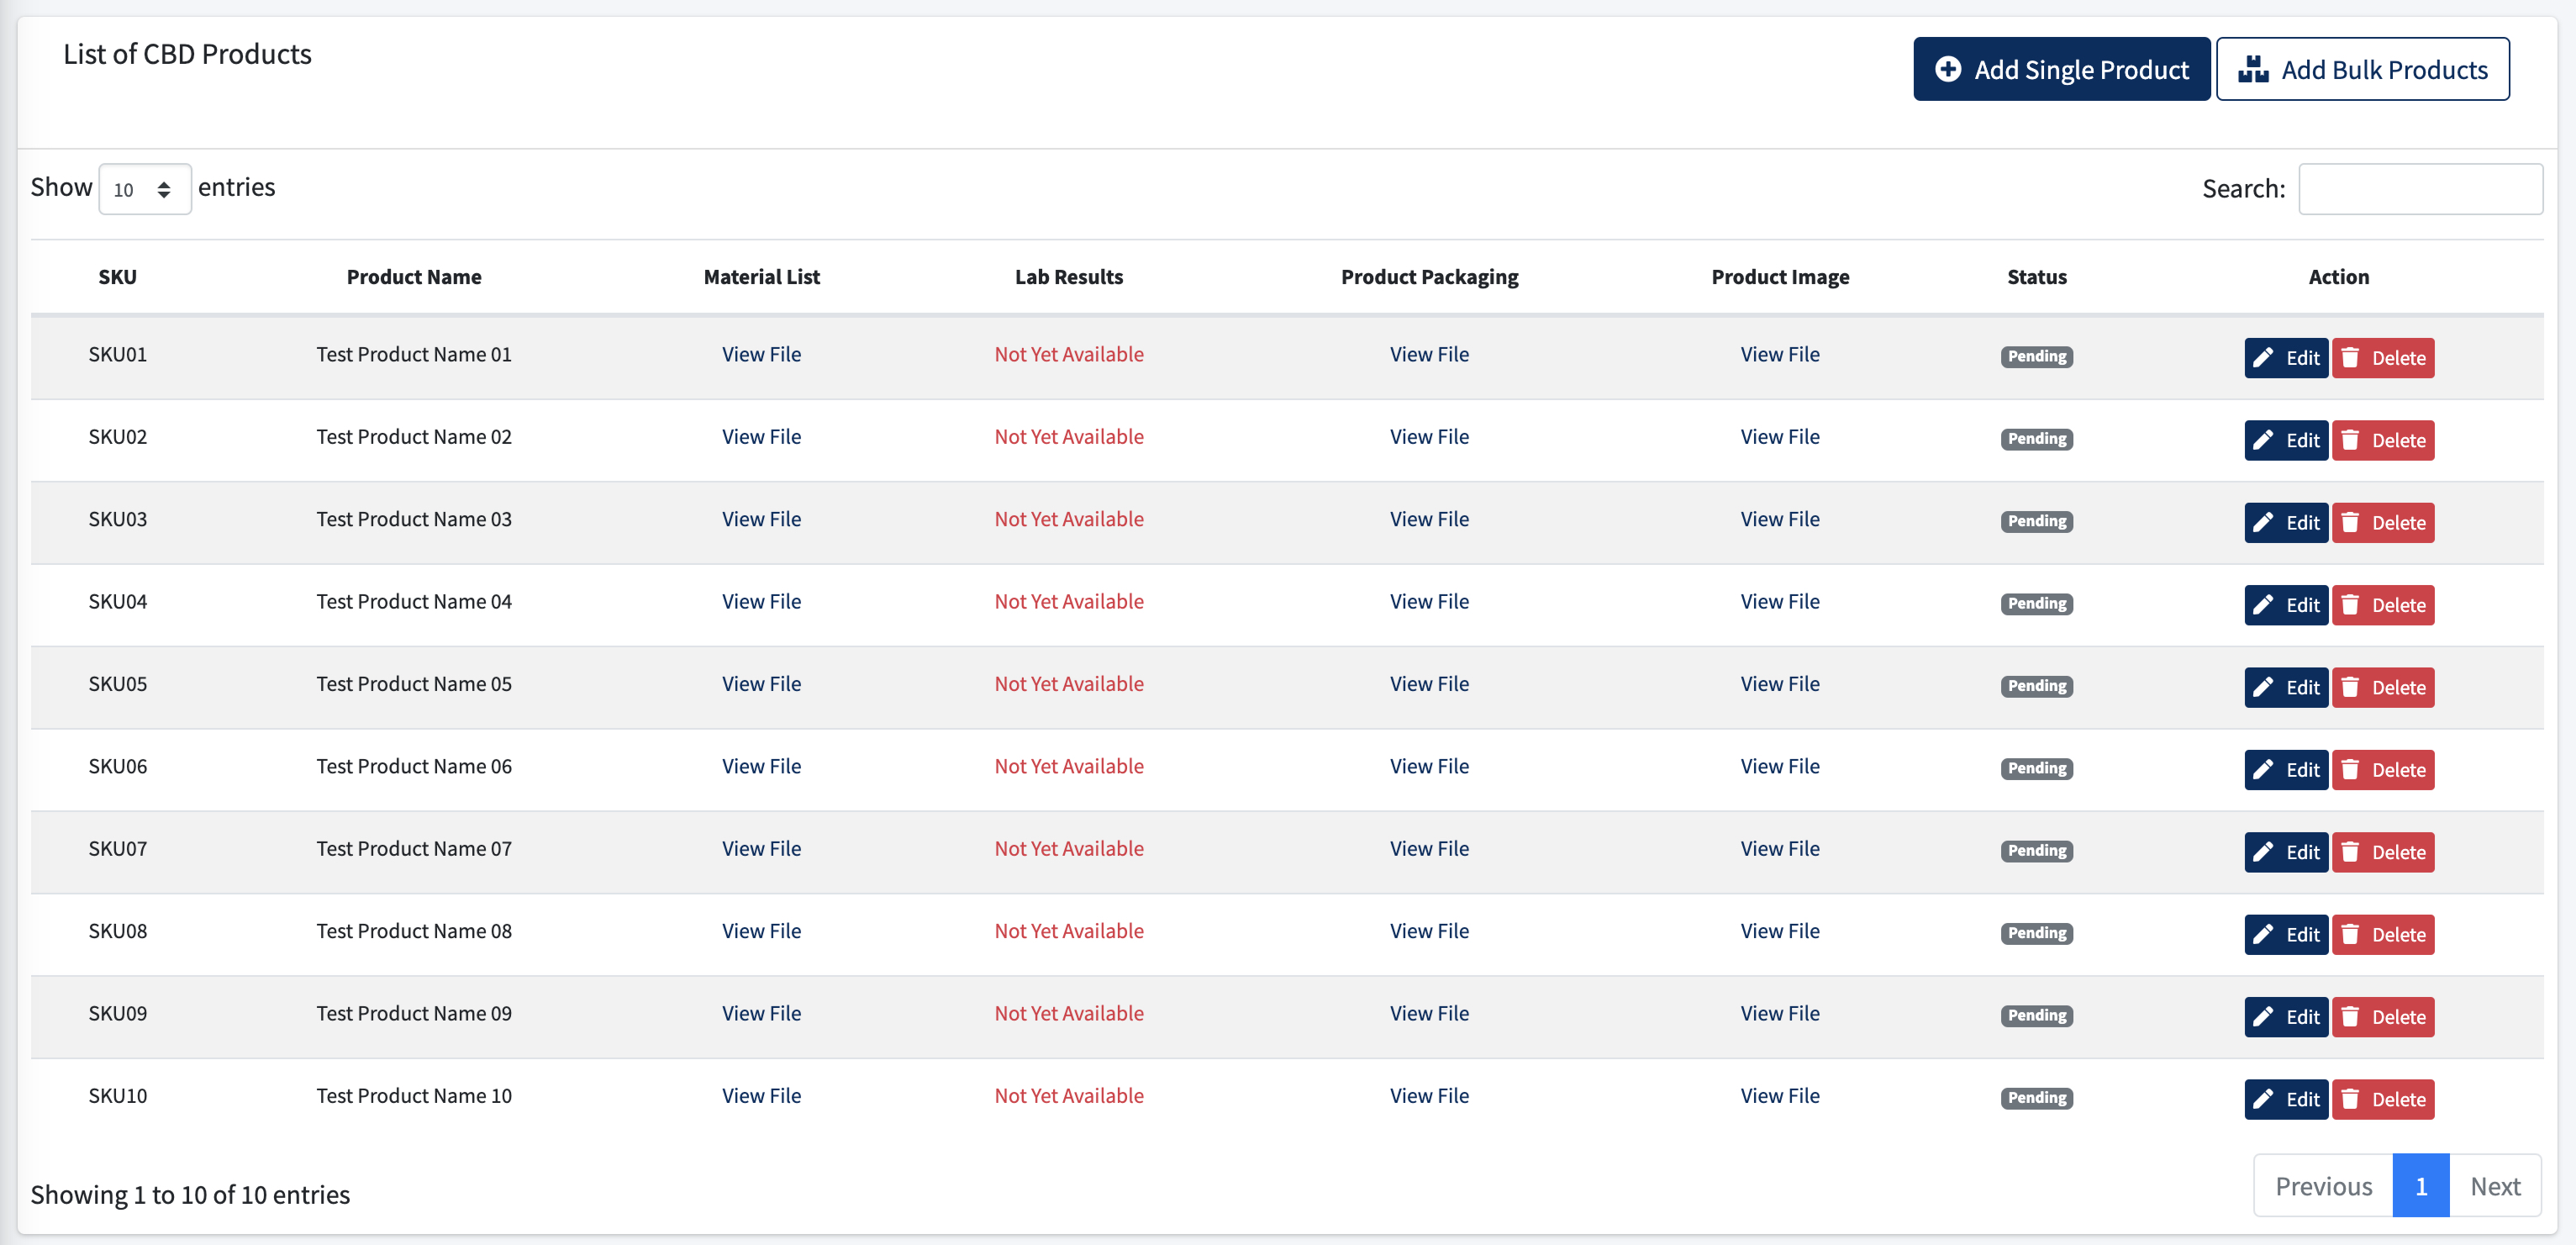 List of CBD Products
Add Single Product Add Bulk Products
Show 10 entries Search:
SKU Product Name Material List Lab Results Product Packaging Product Image Status Action
SKU01 Test Product Name 01 View File Not Yet Available View File View File Pending Edit Delete
SKU02 Test Product Name 02 View File Not Yet Available View File View File Pending Edit Delete
SKU03 Test Product Name 03 View File Not Yet Available View File View File Pending Edit Delete
SKU04 Test Product Name 04 View File Not Yet Available View File View File Pending Edit Delete
SKU05 Test Product Name 05 View File Not Yet Available View File View File Pending Edit Delete
SKU06 Test Product Name 06 View File Not Yet Available View File View File Pending Edit Delete
SKU07 Test Product Name 07 View File Not Yet Available View File View File Pending Edit Delete
SKU08 Test Product Name 08 View File Not Yet Available View File View File Pending Edit Delete
SKU09 Test Product Name 09 View File Not Yet Available View File View File Pending Edit Delete
SKU10 Test Product Name 10 View File Not Yet Available View File View File Pending Edit Delete
Showing 1 to 10 of 10 entries Previous 1 Next